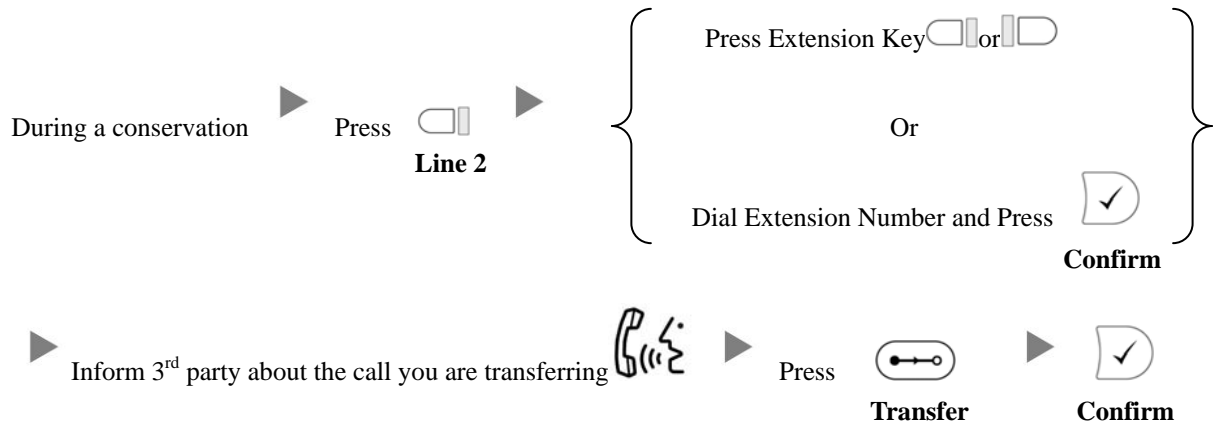 Press Extension Key or
During a conservation Press Or
Line 2
Dial Extension Number and Press
Confirm
Inform 3rd party about the call you are transferring Press
Transfer Confirm